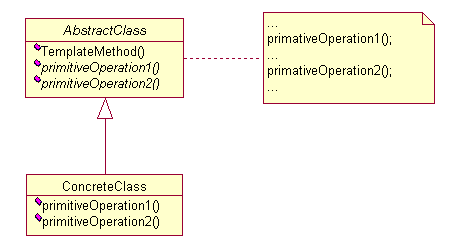 AbstractClass
TemplateMethod()
primitiveOperation1()
primitiveOperation2()
...
primativeOperation1();
...
primativeOperation2();
...
ConcreteClass
primitiveOperation1()
primitiveOperation2()